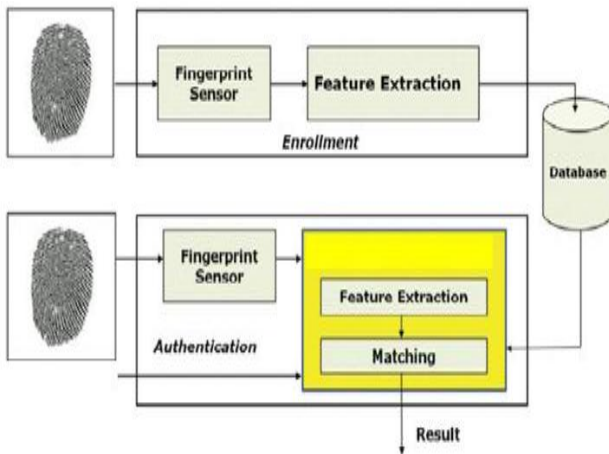 Fingerprint
Sensor
Feature Extraction
Enrollment
Database
Fingerprint
Sensor
Feature Extraction
Authentication
Matching
Result